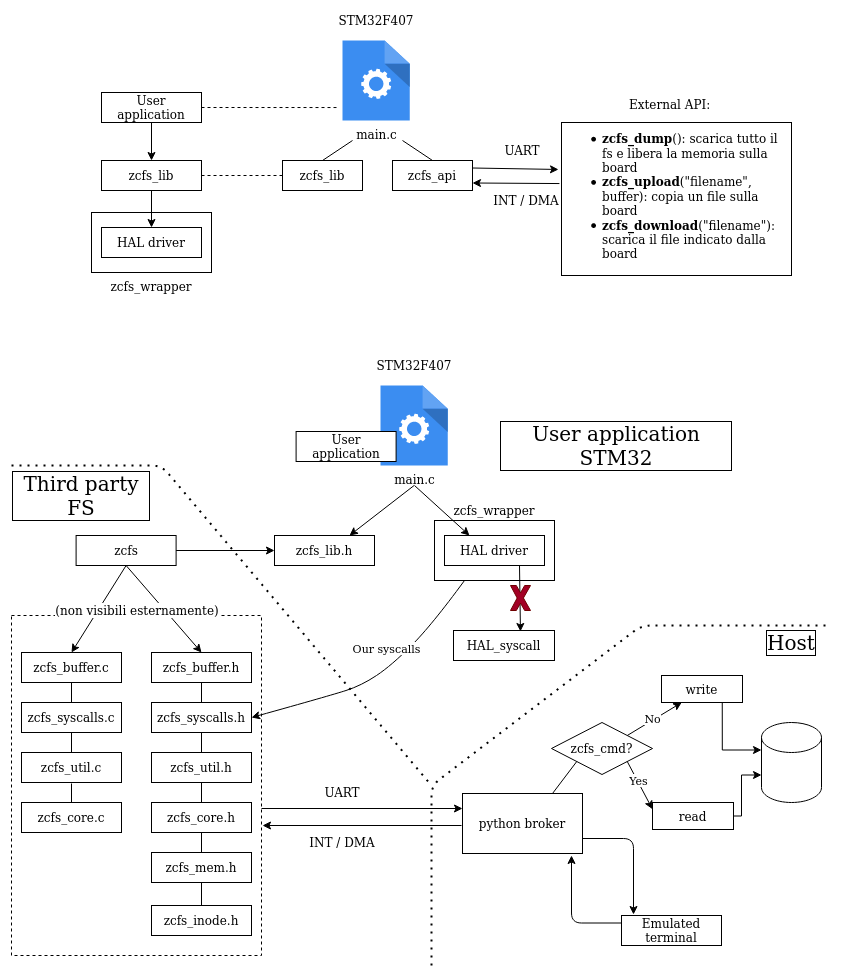 STM32F407
main.c
User
application
zcfs_lib
HAL driver
zcfs_wrapper
zcfs_lib
zcfs_api
UART
INT / DMA
External API:
• zcfs_dump(): scarica tutto il
fs e libera la memoria sulla
board
• zcfs_upload("filename",
buffer): copia un file sulla
board
• zcfs_download("filename"):
scarica il file indicato dalla
board
STM32F407
User
application
main.c
User application
STM32
Third party
FS
zcfs
zcfs_lib.h
zcfs_wrapper
HAL driver
X
HAL_syscall
Our syscalls
(non visibili esternamente)
zcfs_buffer.c
zcfs_syscalls.c
zcfs_util.c
zcfs_core.c
zcfs_buffer.h
zcfs_syscalls.h
zcfs_util.h
zcfs_core.h
zcfs_mem.h
zcfs_inode.h
UART
INT / DMA
Host
python broker
zcfs_cmd?
No
write
Yes
read
Emulated
terminal